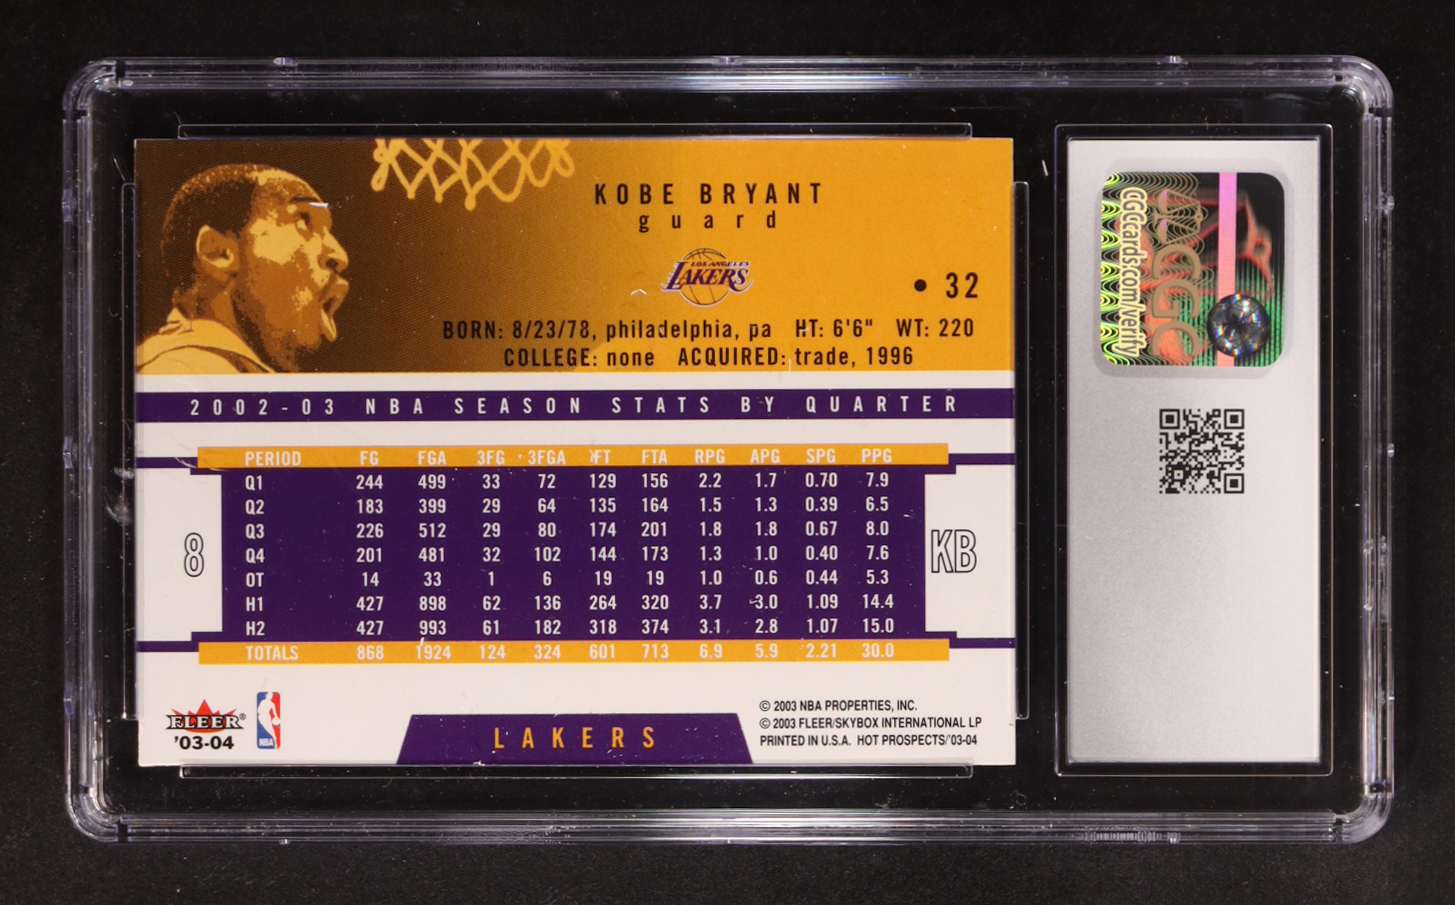 KOBE BRYANT
guard
LOS ANGELES
LAKERS
• 32
BORN: 8/23/78, philadelphia, pa HT: 6'6" WT: 220
COLLEGE: none ACQUIRED: trade, 1996
2002-03 NBA SEASON STATS BY QUARTER
PERIOD FG FGA 3FG 3FGA FT FTA RPG APG SPG PPG
Q1 244 499 33 72 129 156 2.2 1.7 0.70 7.9
Q2 183 399 29 64 135 164 1.5 1.3 0.39 6.5
Q3 226 512 29 80 174 201 1.8 1.8 0.67 8.0
Q4 201 481 32 102 144 173 1.3 1.0 0.40 7.6
OT 14 33 1 6 19 19 1.0 0.6 0.44 5.3
H1 427 898 62 136 264 320 3.7 3.0 1.09 14.4
H2 427 993 61 182 318 374 3.1 2.8 1.07 15.0
TOTALS 868 1924 124 324 601 713 6.9 5.9 2.21 30.0
8
KB
FLEER®
'03-04
NBA
LAKERS
© 2003 NBA PROPERTIES, INC.
© 2003 FLEER/SKYBOX INTERNATIONAL LP
PRINTED IN U.S.A. HOT PROSPECTS/'03-04
CGC
CGCcards.com/verify